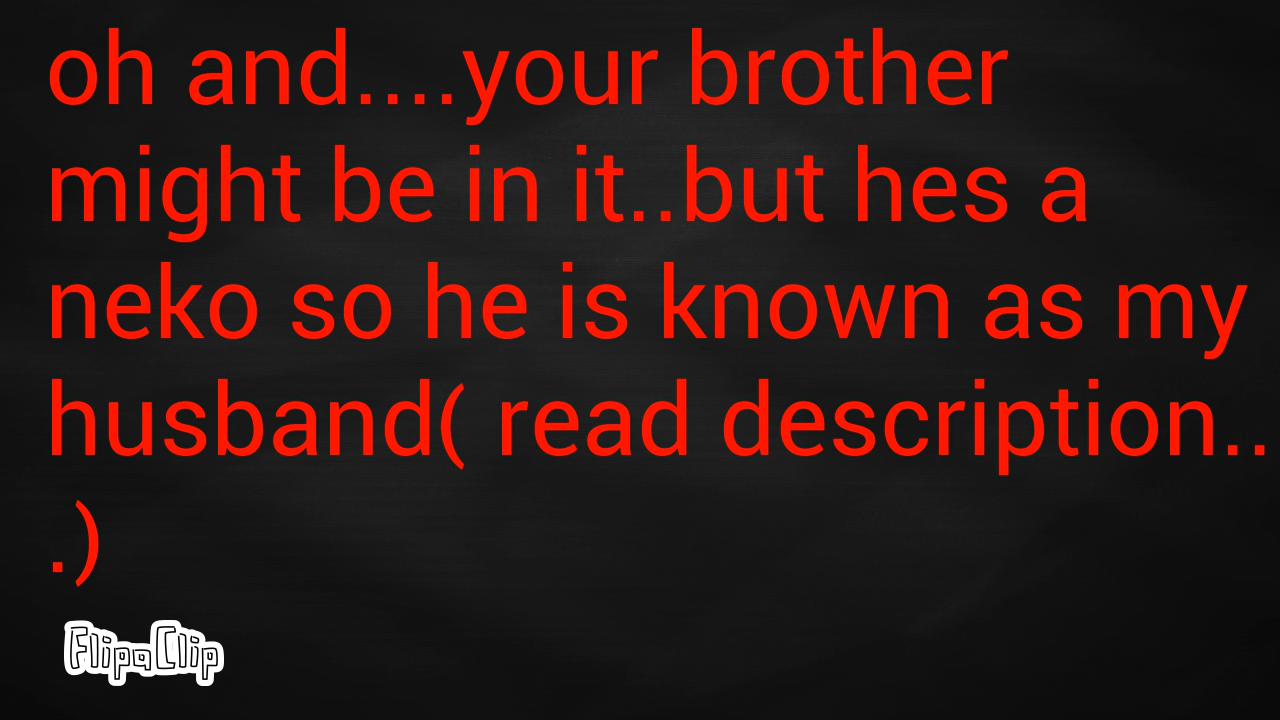 oh and....your brother
might be in it..but hes a
neko so he is known as my
husband( read description..
.)
FlipaClip